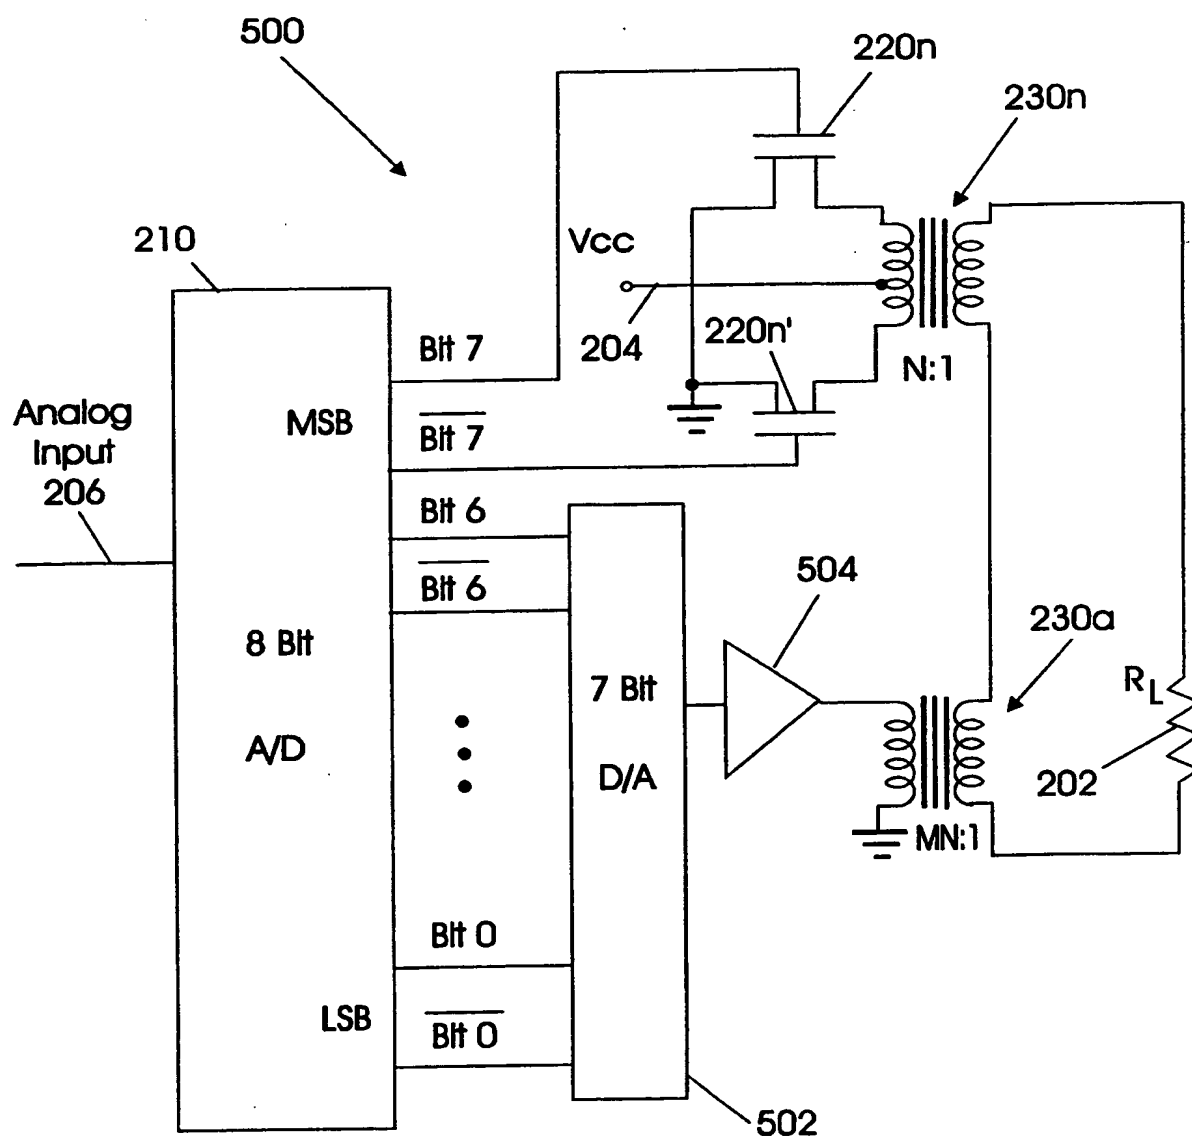 500
220n
230n
210
Vcc
204
220n'
N:1
Bit 7
MSB
Bit 7
Analog
Input
206
Bit 6
Bit 6
504
230a
8 Bit
A/D
7 Bit
D/A
RL
202
MN:1
Bit 0
LSB
Bit 0
502